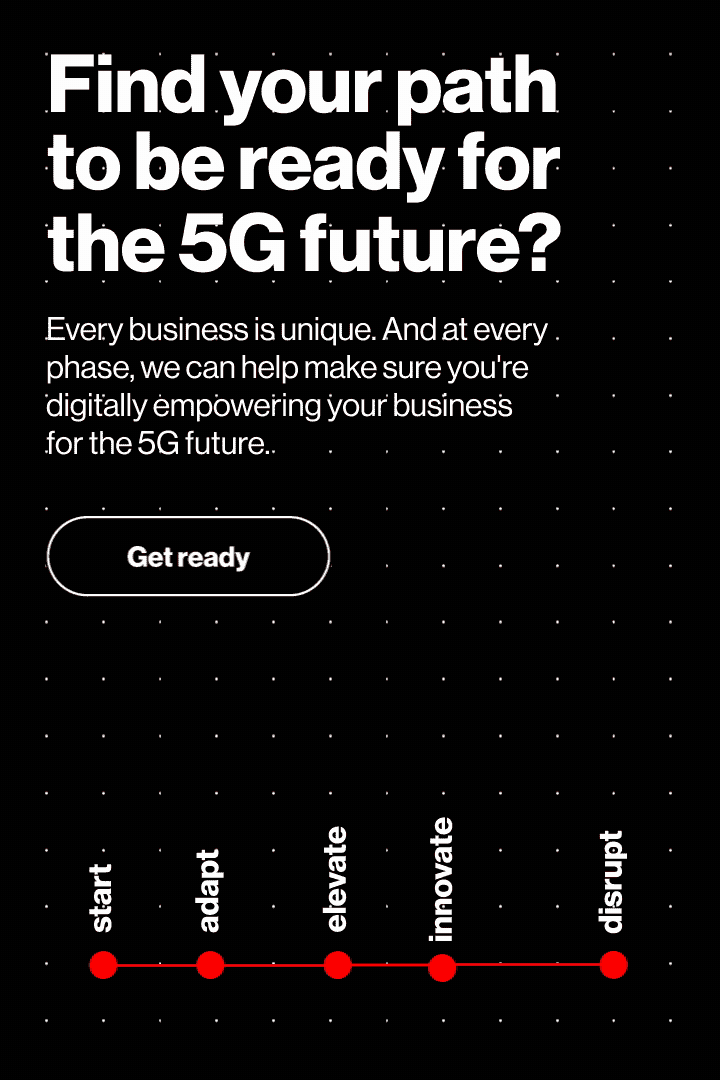 Find your path
to be ready for
the 5G future?
Every business is unique. And at every
phase, we can help make sure you're
digitally empowering your business
for the 5G future.
Get ready
start
adapt
elevate
innovate
disrupt